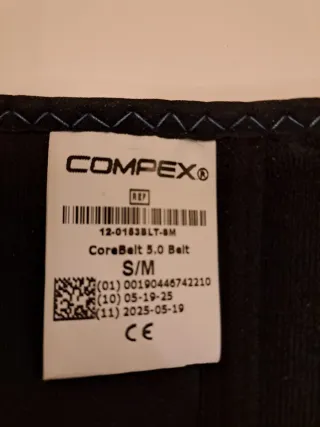 COMPEX®
REF
12-0153BLT-SM
CoreBelt 5.0 Belt
S/M
(01) 00190446742210
(10) 05-19-25
(11) 2025-05-19
CE